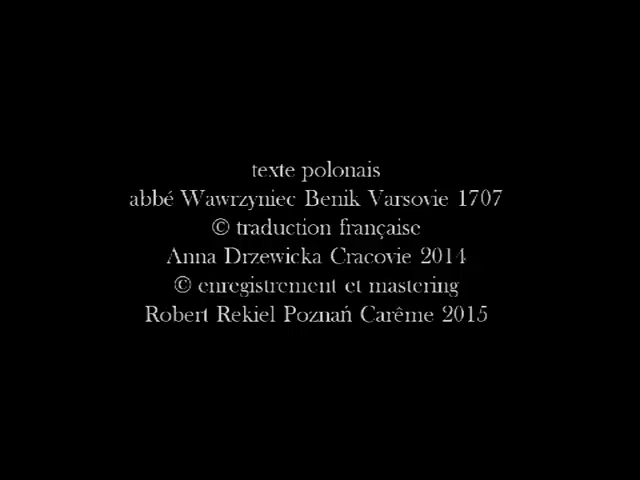 texte polonais
abbé Wawrzyniec Benik Varsovie 1707
© traduction française
Anna Drzewicka Cracovie 2014
© enregistrement et mastering
Robert Rekiel Poznań Carême 2015